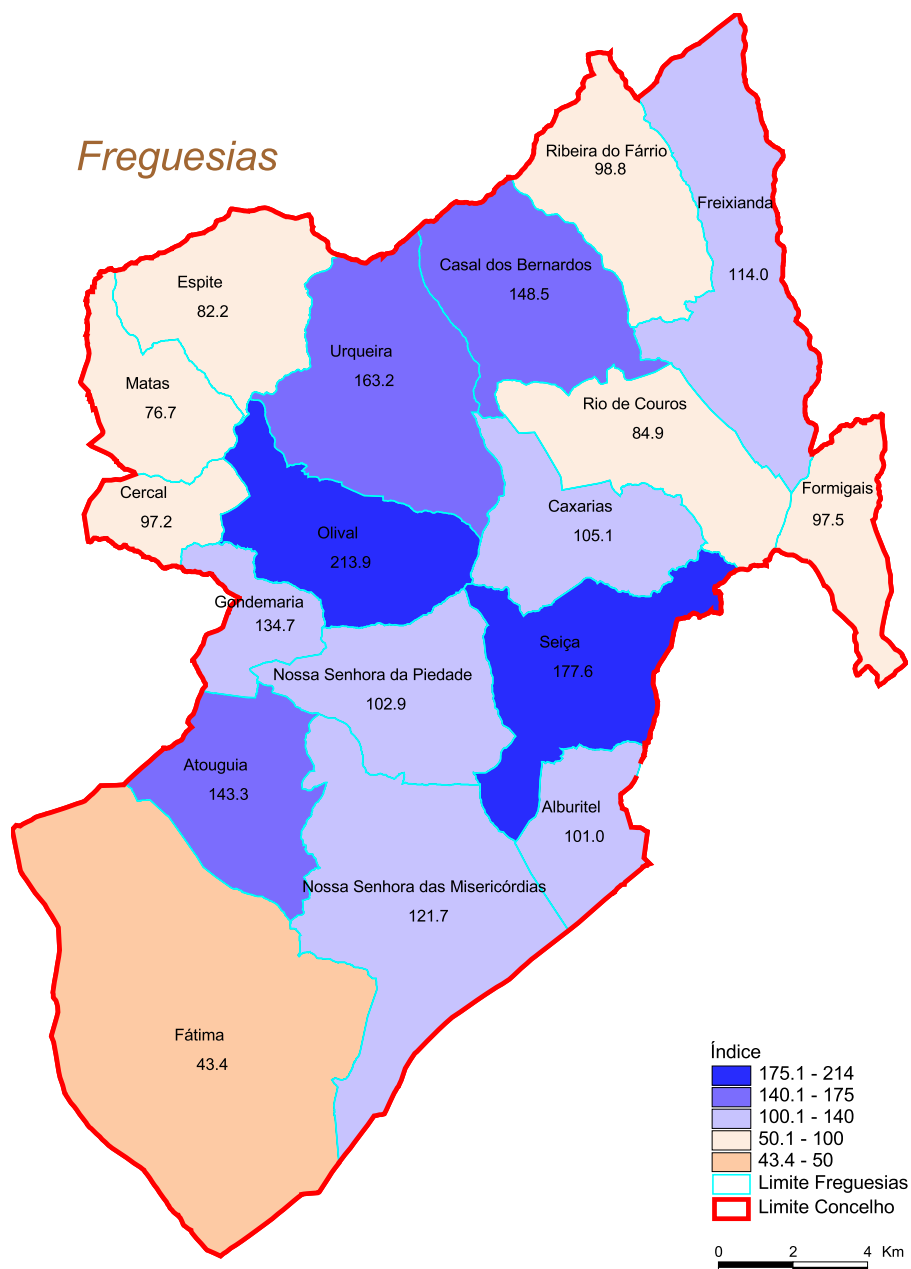 Freguesias
Ribeira do Fárrio
98.8
Freixianda
114.0
Casal dos Bernardos
148.5
Espite
82.2
Urqueira
163.2
Matas
76.7
Rio de Couros
84.9
Cercal
97.2
Formigais
97.5
Caxarias
105.1
Olival
213.9
Gondemaria
134.7
Seiça
177.6
Nossa Senhora da Piedade
102.9
Atouguia
143.3
Alburitel
101.0
Nossa Senhora das Misericórdias
121.7
Fátima
43.4
Índice
175.1 - 214
140.1 - 175
100.1 - 140
50.1 - 100
43.4 - 50
Limite Freguesias
Limite Concelho
0 2 4 Km